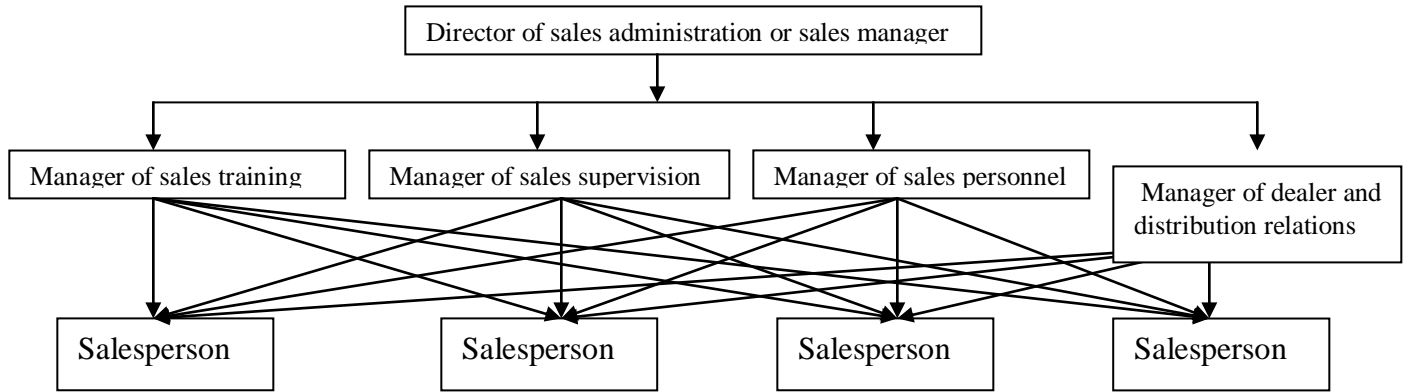 Director of sales administration or sales manager
Manager of sales training
Manager of sales supervision
Manager of sales personnel
Manager of dealer and
distribution relations
Salesperson
Salesperson
Salesperson
Salesperson